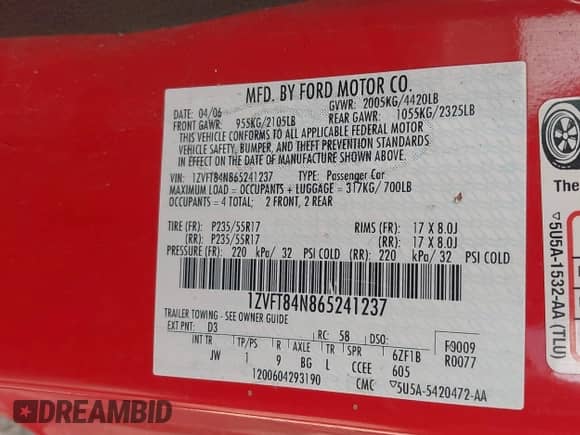 MFD. BY FORD MOTOR CO.
DATE: 04/06 GVWR: 2005KG/4420LB
FRONT GAWR: 955KG/2105LB REAR GAWR: 1055KG/2325LB
THIS VEHICLE CONFORMS TO ALL APPLICABLE FEDERAL MOTOR
VEHICLE SAFETY, BUMPER, AND THEFT PREVENTION STANDARDS
IN EFFECT ON THE DATE OF MANUFACTURE SHOWN ABOVE.
VIN: 1ZVFT84N865241237 TYPE: Passenger Car
MAXIMUM LOAD = OCCUPANTS + LUGGAGE = 317KG/700LB
OCCUPANTS = 4 TOTAL; 2 FRONT, 2 REAR
TIRE (FR): P235/55R17 RIMS (FR): 17 X 8.0J
(RR): P235/55R17 (RR): 17 X 8.0J
PRESSURE (FR): 220 kPa/ 32 PSI COLD (RR): 220 kPa/ 32 PSI COLD
1ZVFT84N865241237
TRAILER TOWING - SEE OWNER GUIDE
EXT PNT: D3 RC: 58 DSO: F0009
INT TR TP/PS R AXLE TR SPR 6ZF1B R0077
JW 1 9 BG L CCEE 605
1200604293190 CMC 5U5A-5420472-AA
The
5U5A-1532-AA (TLU)
DREAMBID